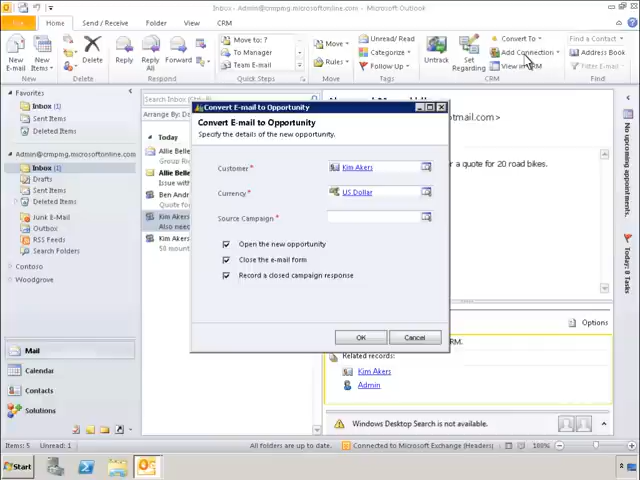 Inbox - Admin@crmpmg.microsoftonline.com - Microsoft Outlook
File Home Send / Receive Folder View CRM
New E-mail
New Items
Delete
Reply
Reply All
Forward
Move to: ?
To Manager
Team E-mail
Move
Rules
Unread/ Read
Categorize
Follow Up
Untrack
Set Regarding
Convert To
Add Connection
View in CRM
Find a Contact
Address Book
Filter E-mail
New Delete Respond Quick Steps Tags CRM Find
Favorites
Inbox (1)
Sent Items
Deleted Items
Admin@crmpmg.microsoftonline.com
Inbox (1)
Drafts
Sent Items
Deleted Items
Junk E-Mail
Outbox
RSS Feeds
Search Folders
Contoso
Woodgrove
Mail
Calendar
Contacts
Solutions
Search Inbox
Arrange By: Da
Today
Allie Belle
Group Ri
Allie Belle
Issue with
Ben Andr
Quote fo
Kim Akers
Also need
Kim Akers
50 mount
Convert E-mail to Opportunity
Convert E-mail to Opportunity
Specify the details of the new opportunity.
Customer * Kim Akers
Currency * US Dollar
Source Campaign *
Open the new opportunity
Close the e-mail form
Record a closed campaign response
OK Cancel
otmail.com>
r a quote for 20 road bikes.
Options
RM.
Related records:
Kim Akers
Admin
Windows Desktop Search is not available.
No upcoming appointments.
Today: 0 Tasks
Items: 5 Unread: 1 All folders are up to date. Connected to Microsoft Exchange (Headers) 100%
Start